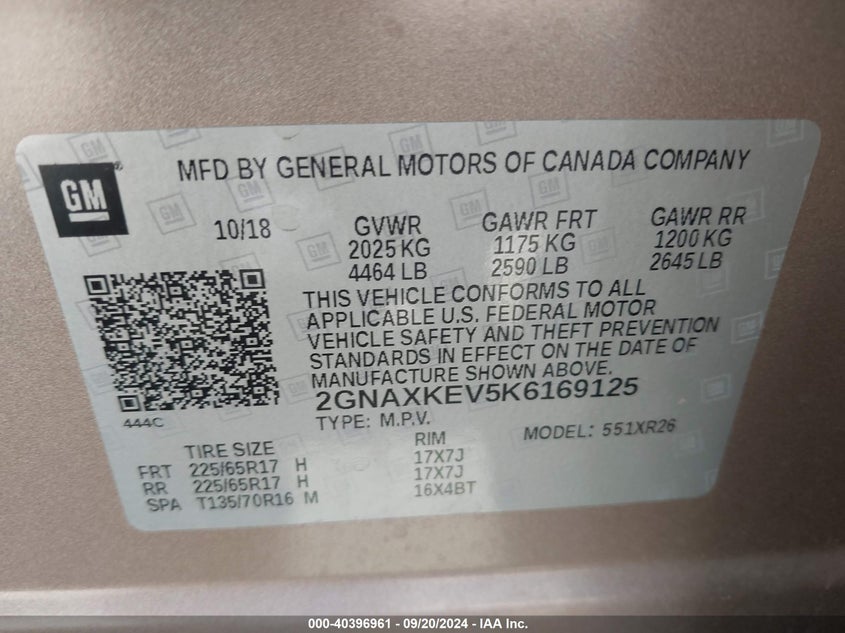 GM
®
MFD BY GENERAL MOTORS OF CANADA COMPANY
10/18 GVWR GAWR FRT GAWR RR
2025 KG 1175 KG 1200 KG
4464 LB 2590 LB 2645 LB
THIS VEHICLE CONFORMS TO ALL
APPLICABLE U.S. FEDERAL MOTOR
VEHICLE SAFETY AND THEFT PREVENTION
STANDARDS IN EFFECT ON THE DATE OF
MANUFACTURE SHOWN ABOVE.
2GNAXKEV5K6169125
444C
TYPE: M.P.V. MODEL: 551XR26
TIRE SIZE RIM
FRT 225/65R17 H 17X7J
RR 225/65R17 H 17X7J
SPA T135/70R16 M 16X4BT
000-40396961 — 09/20/2024 — IAA Inc.